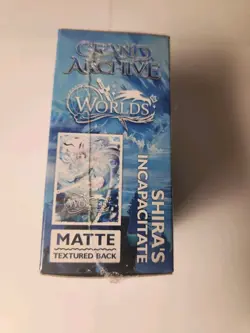 GRAND
ARCHIVE
WORLDS
SHIRA'S
INCAPACITATE
MATTE
TEXTURED BACK